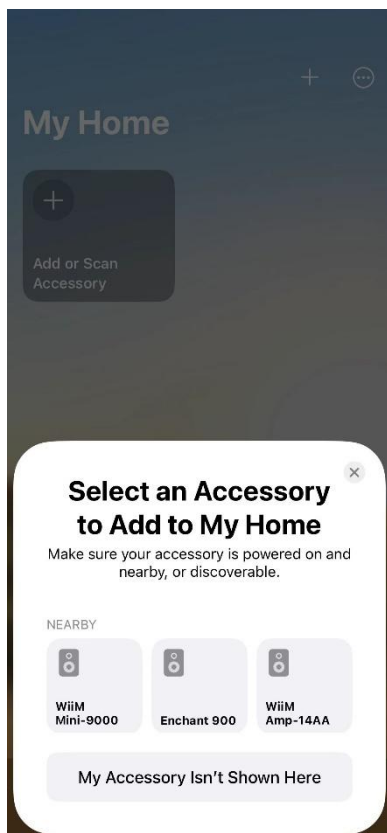 My Home
Add or Scan
Accessory
Select an Accessory
to Add to My Home
Make sure your accessory is powered on and
nearby, or discoverable.
NEARBY
WiiM
Mini-9000
Enchant 900
WiiM
Amp-14AA
My Accessory Isn't Shown Here